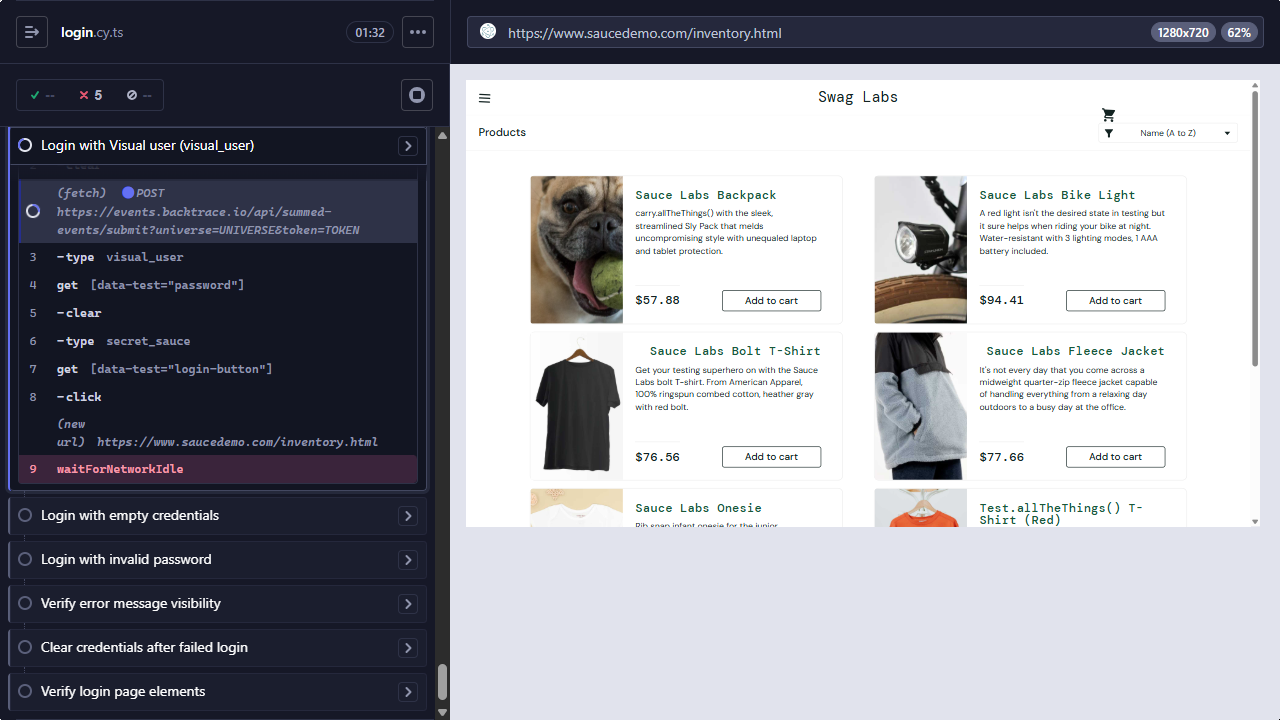 login.cy.ts
01:32
--
5
--
Login with Visual user (visual_user)
(fetch) POST
https://events.backtrace.io/api/summed-
events/submit?universe=UNIVERSE&token=TOKEN
3 -type visual_user
4 get [data-test="password"]
5 -clear
6 -type secret_sauce
7 get [data-test="login-button"]
8 -click
(new
url) https://www.saucedemo.com/inventory.html
9 waitForNetworkIdle
Login with empty credentials
Login with invalid password
Verify error message visibility
Clear credentials after failed login
Verify login page elements
https://www.saucedemo.com/inventory.html
1280x720
62%
Swag Labs
Products
Name (A to Z)
Sauce Labs Backpack
carry.allTheThings() with the sleek,
streamlined Sly Pack that melds
uncompromising style with unequaled laptop
and tablet protection.
$57.88
Add to cart
Sauce Labs Bike Light
A red light isn't the desired state in testing but
it sure helps when riding your bike at night.
Water-resistant with 3 lighting modes, 1 AAA
battery included.
$94.41
Add to cart
Sauce Labs Bolt T-Shirt
Get your testing superhero on with the Sauce
Labs bolt T-shirt. From American Apparel,
100% ringspun combed cotton, heather gray
with red bolt.
$76.56
Add to cart
Sauce Labs Fleece Jacket
It's not every day that you come across a
midweight quarter-zip fleece jacket capable
of handling everything from a relaxing day
outdoors to a busy day at the office.
$77.66
Add to cart
Sauce Labs Onesie
Rib snap infant onesie for the junior
Test.allTheThings() T-
Shirt (Red)